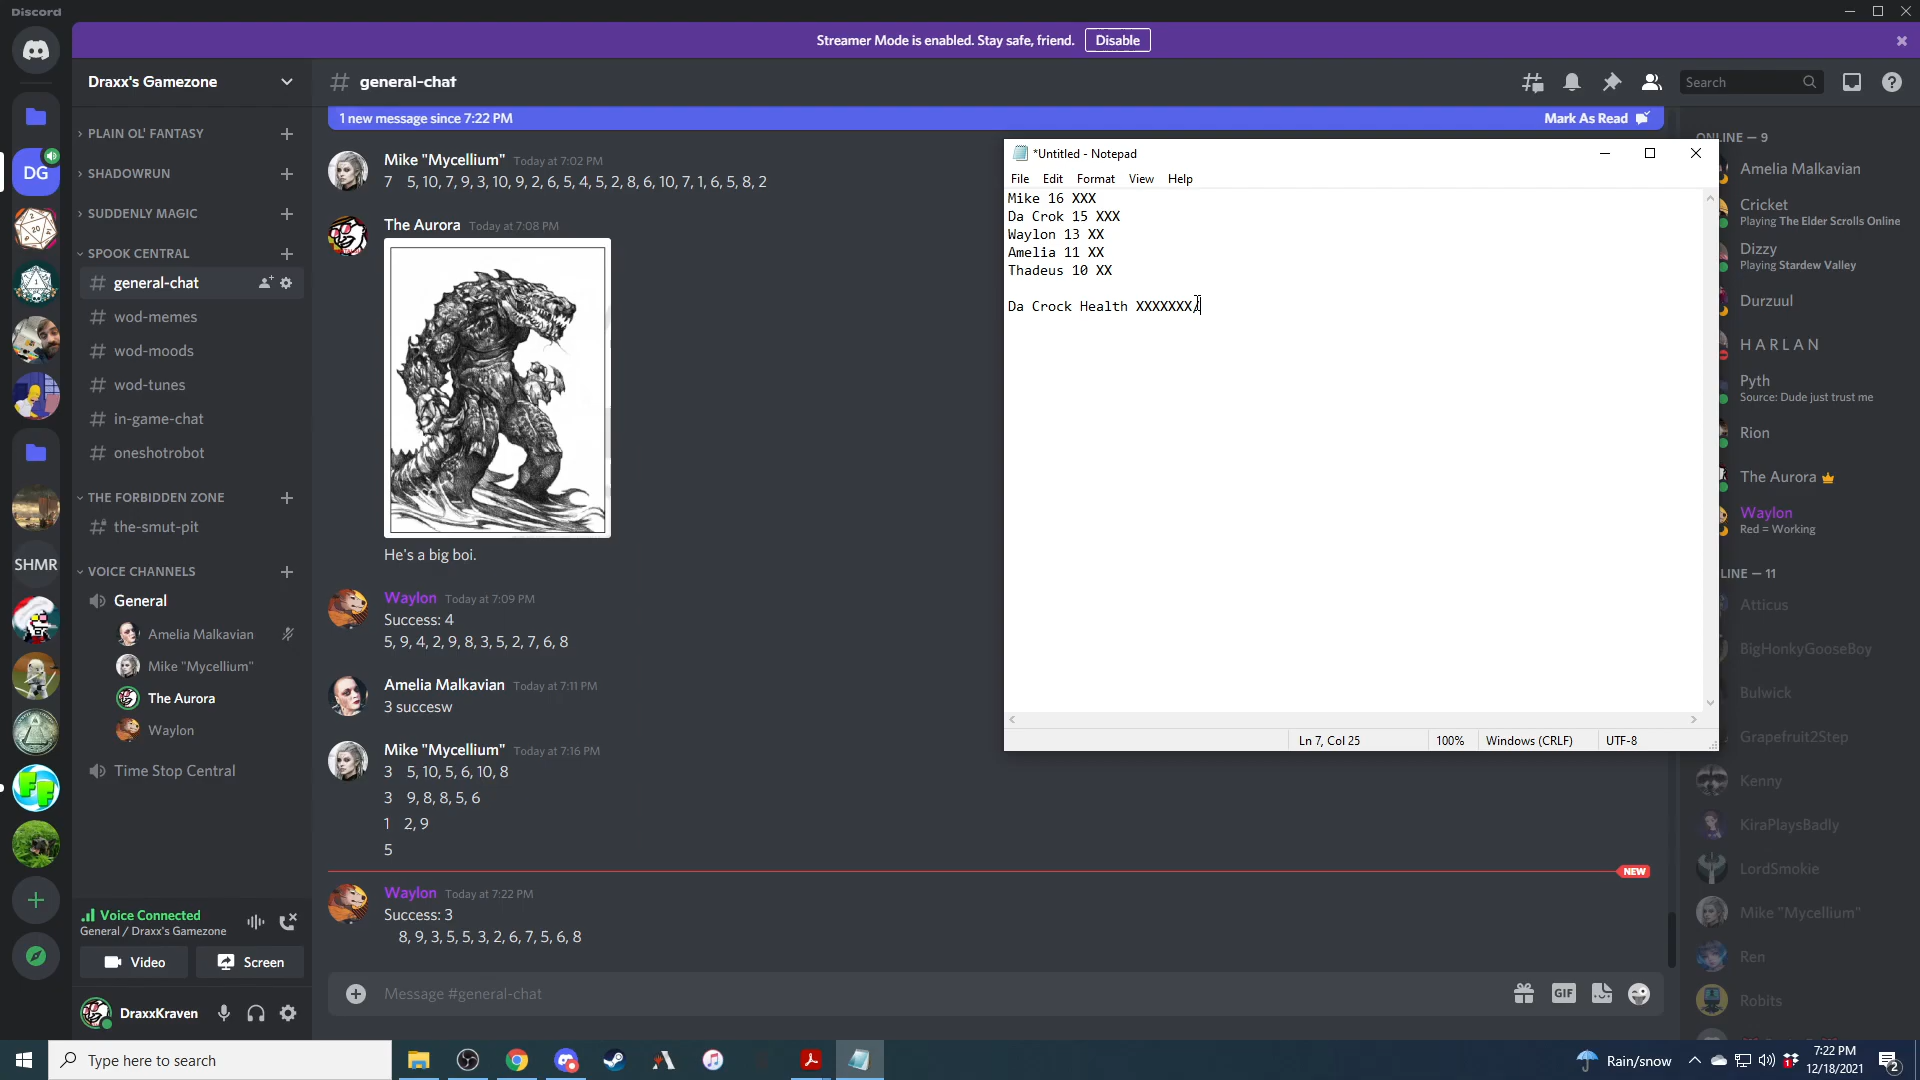 Discord
Streamer Mode is enabled. Stay safe, friend.
Disable
Draxx's Gamezone
general-chat
Search
PLAIN OL' FANTASY
SHADOWRUN
SUDDENLY MAGIC
SPOOK CENTRAL
general-chat
wod-memes
wod-moods
wod-tunes
in-game-chat
oneshotrobot
THE FORBIDDEN ZONE
the-smut-pit
VOICE CHANNELS
General
Amelia Malkavian
Mike "Mycellium"
The Aurora
Waylon
Time Stop Central
DG
SHMR
Voice Connected
General / Draxx's Gamezone
Video
Screen
DraxxKraven
1 new message since 7:22 PM
Mark As Read
Mike "Mycellium" Today at 7:02 PM
7 5, 10, 7, 9, 3, 10, 9, 2, 6, 5, 4, 5, 2, 8, 6, 10, 7, 1, 6, 5, 8, 2
The Aurora Today at 7:08 PM
He's a big boi.
Waylon Today at 7:09 PM
Success: 4
5, 9, 4, 2, 9, 8, 3, 5, 2, 7, 6, 8
Amelia Malkavian Today at 7:11 PM
3 succesw
Mike "Mycellium" Today at 7:16 PM
3 5, 10, 5, 6, 10, 8
3 9, 8, 8, 5, 6
1 2, 9
5
NEW
Waylon Today at 7:22 PM
Success: 3
8, 9, 3, 5, 5, 3, 2, 6, 7, 5, 6, 8
Message #general-chat
GIF
*Untitled - Notepad
File Edit Format View Help
Mike 16 XXX
Da Crok 15 XXX
Waylon 13 XX
Amelia 11 XX
Thadeus 10 XX
Da Crock Health XXXXXXX/
Ln 7, Col 25
100%
Windows (CRLF)
UTF-8
ONLINE — 9
Amelia Malkavian
Cricket
Playing The Elder Scrolls Online
Dizzy
Playing Stardew Valley
Durzuul
H A R L A N
Pyth
Source: Dude just trust me
Rion
The Aurora
Waylon
Red = Working
LINE — 11
Atticus
BigHonkyGooseBoy
Bulwick
Grapefruit2Step
Kenny
KiraPlaysBadly
LordSmokie
Mike "Mycellium"
Ren
Robits
Type here to search
Rain/snow
7:22 PM
12/18/2021
2